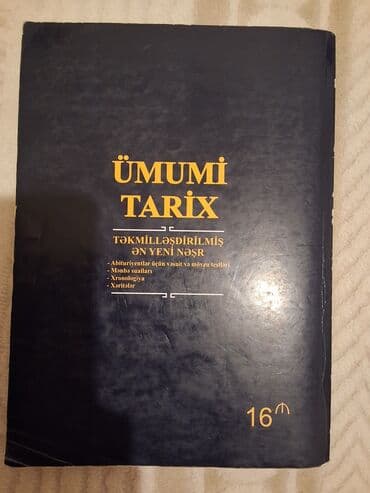 ÜMUMİ
TARİX
TƏKMİLLƏŞDİRİLMİŞ
ƏN YENİ NƏŞR
- Abituriyentlər üçün vəsait və mövzu testləri
- Mənbə sualları
- Xronologiya
- Xəritələr
16 ₼